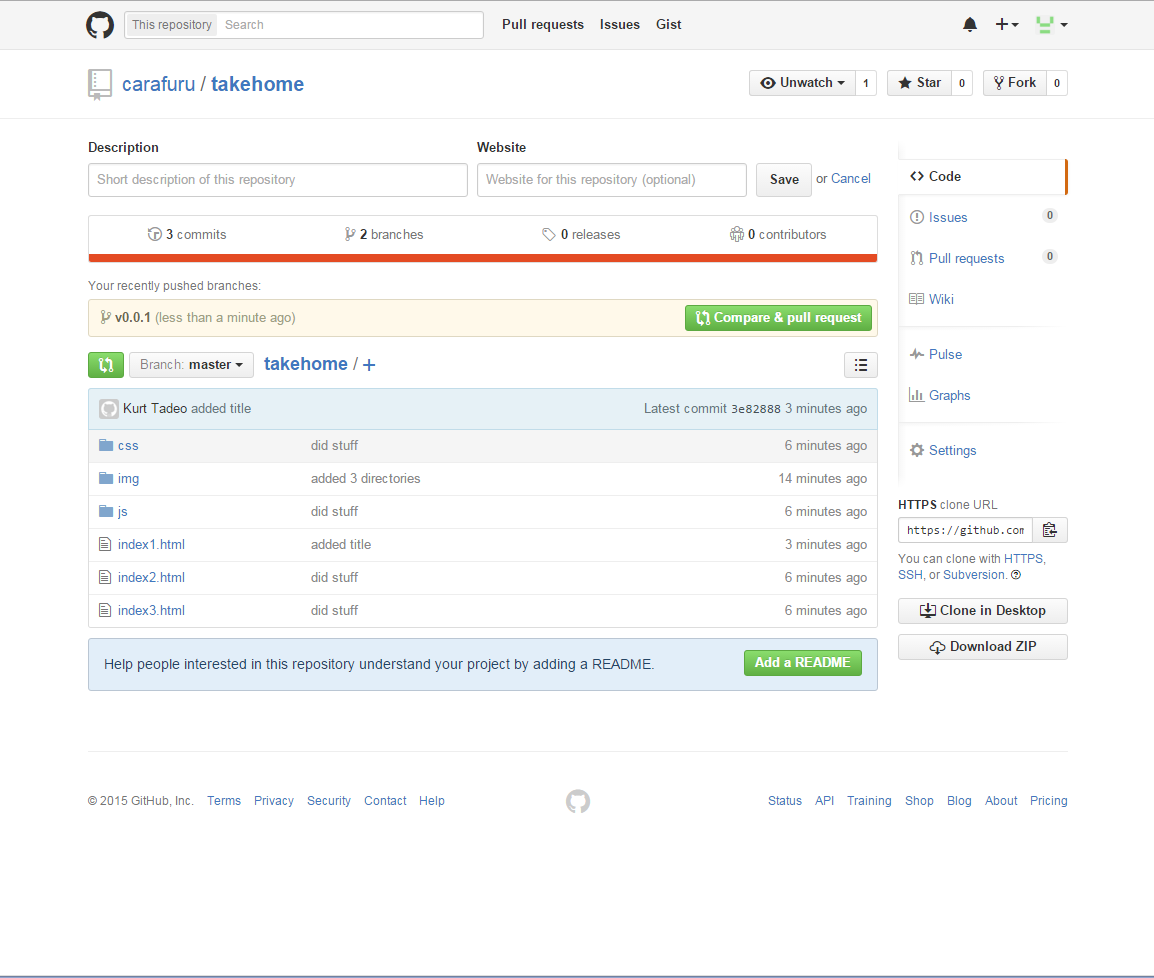 This repository Search Pull requests Issues Gist
carafuru / takehome Unwatch 1 Star 0 Fork 0
Description Website
Short description of this repository Website for this repository (optional) Save or Cancel
3 commits 2 branches 0 releases 0 contributors
Your recently pushed branches:
v0.0.1 (less than a minute ago) Compare & pull request
Branch: master takehome / +
Kurt Tadeo added title Latest commit 3e82888 3 minutes ago
css did stuff 6 minutes ago
img added 3 directories 14 minutes ago
js did stuff 6 minutes ago
index1.html added title 3 minutes ago
index2.html did stuff 6 minutes ago
index3.html did stuff 6 minutes ago
Help people interested in this repository understand your project by adding a README. Add a README
Code
Issues 0
Pull requests 0
Wiki
Pulse
Graphs
Settings
HTTPS clone URL
https://github.com
You can clone with HTTPS,
SSH, or Subversion.
Clone in Desktop
Download ZIP
© 2015 GitHub, Inc. Terms Privacy Security Contact Help Status API Training Shop Blog About Pricing